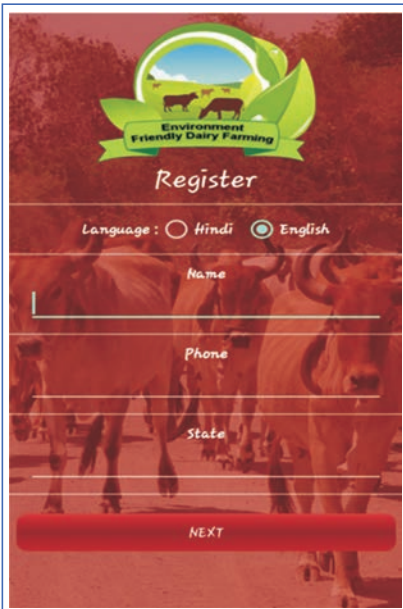 Environment
Friendly Dairy Farming
Register
Language : Hindi English
Name
Phone
State
NEXT